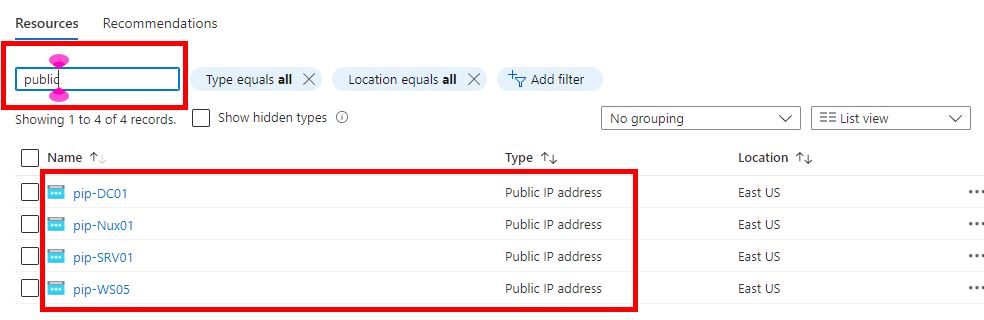 Resources Recommendations
public Type equals all Location equals all Add filter
Showing 1 to 4 of 4 records. Show hidden types No grouping List view
Name Type Location
pip-DC01 Public IP address East US
pip-Nux01 Public IP address East US
pip-SRV01 Public IP address East US
pip-WS05 Public IP address East US